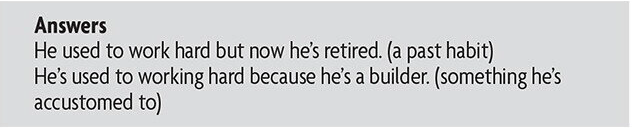 Answers
He used to work hard but now he’s retired. (a past habit)
He’s used to working hard because he’s a builder. (something he’s
accustomed to)